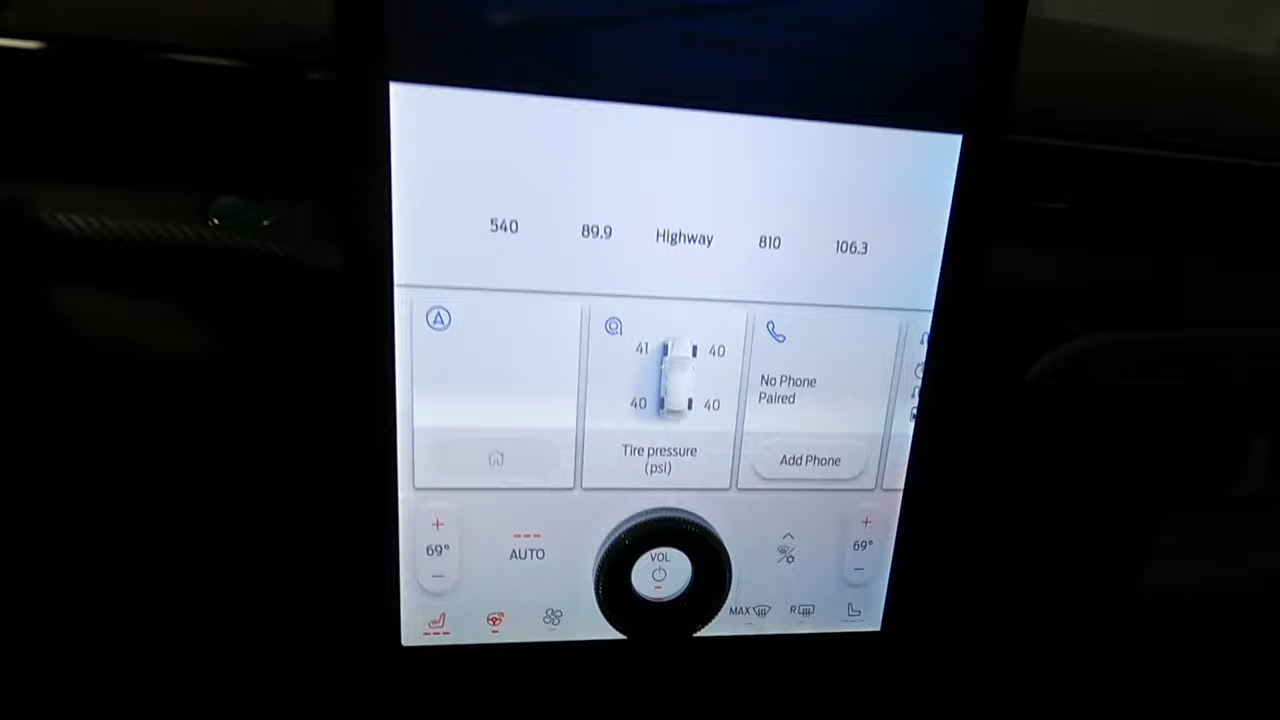 540 89.9 Highway 810 106.3
41 40
40 40
Tire pressure
(psi)
No Phone
Paired
Add Phone
+
69°
—
AUTO
VOL
+
69°
—
MAX
R